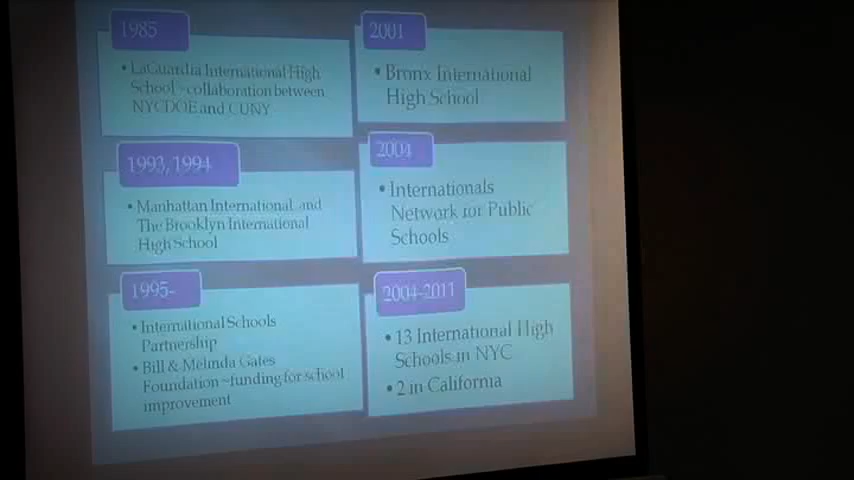 1985
• LaGuardia International High
School ~collaboration between
NYCDOE and CUNY
1993, 1994
• Manhattan International and
The Brooklyn International
High School
1995-
• International Schools
Partnership
• Bill & Melinda Gates
Foundation ~funding for school
improvement
2001
• Bronx International
High School
2004
• Internationals
Network for Public
Schools
2004-2011
• 13 International High
Schools in NYC
• 2 in California